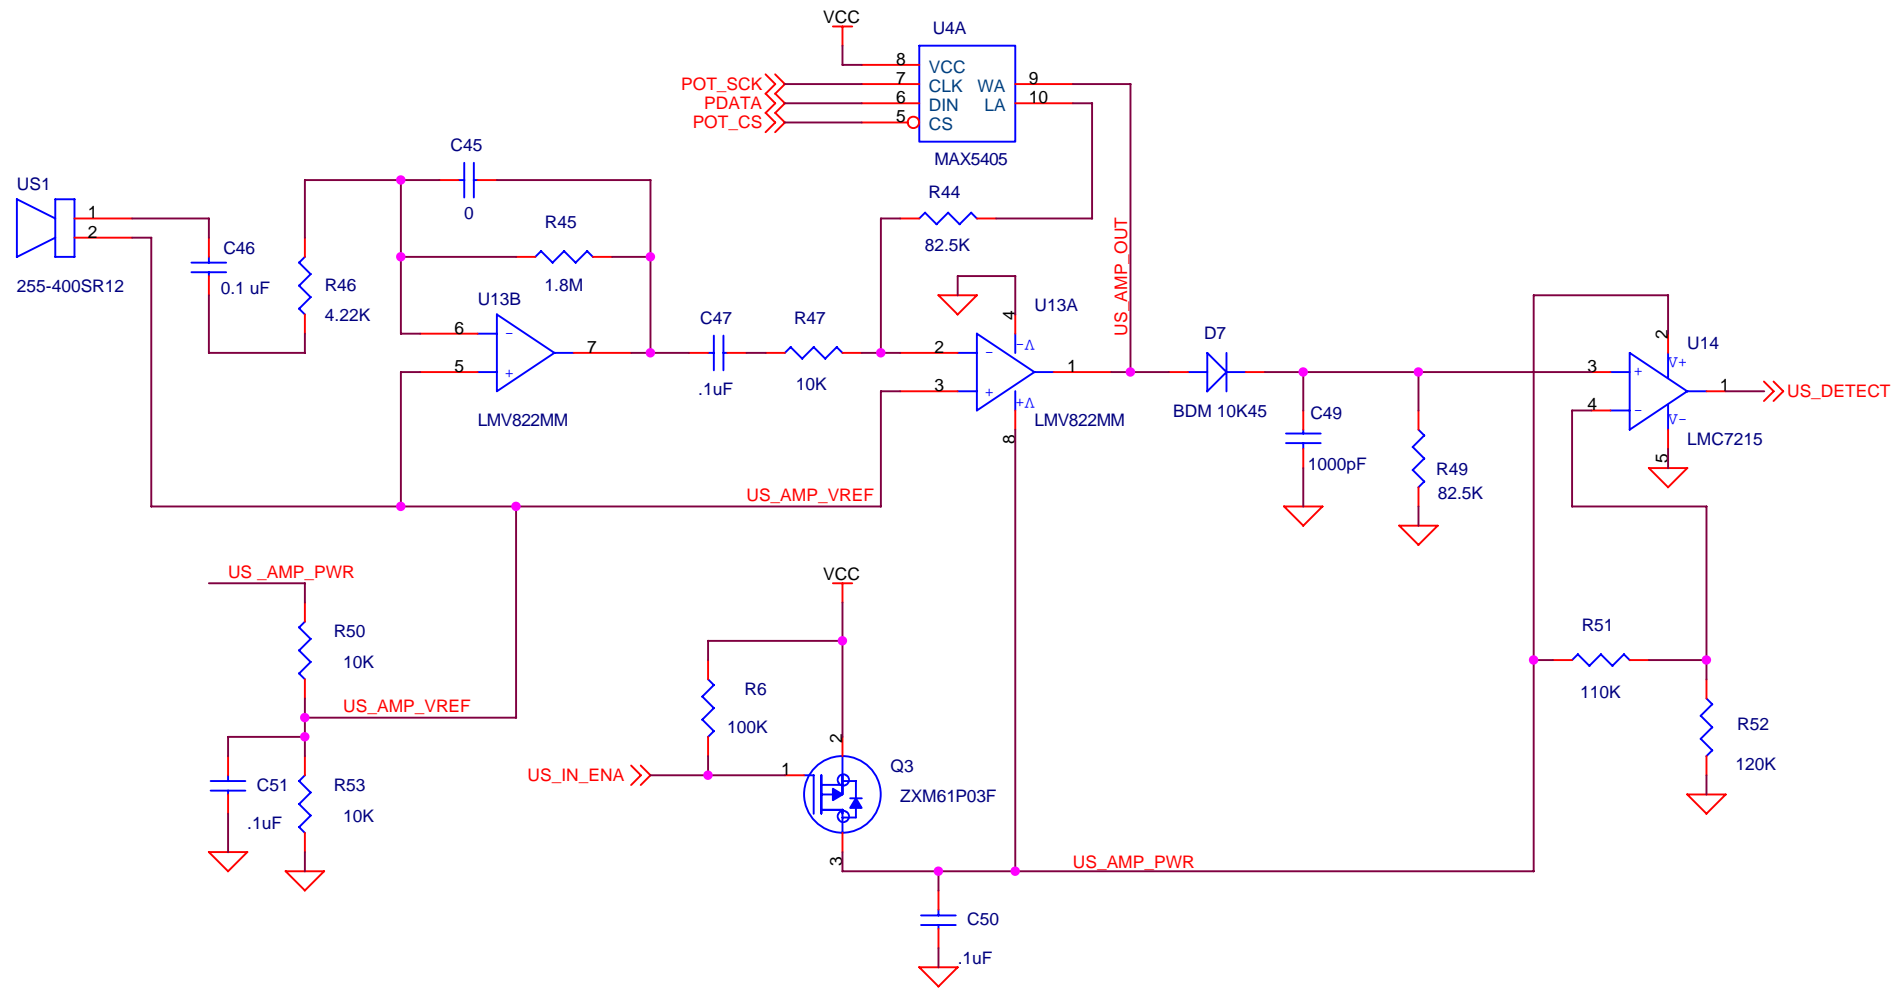 VCC
U4A
8
VCC
POT_SCK
7
CLK
WA
9
PDATA
6
DIN
LA
10
POT_CS
5
CS
MAX5405
C45
0
US1
1
2
255-400SR12
C46
0.1 uF
R46
4.22K
R45
1.8M
U13B
6
-
5
+
7
LMV822MM
C47
.1uF
R47
10K
R44
82.5K
US_AMP_OUT
U13A
4
-V
2
-
3
+
1
+V
8
LMV822MM
D7
BDM 10K45
C49
1000pF
R49
82.5K
2
U14
V+
3
+
4
-
1
US_DETECT
V-
5
LMC7215
US_AMP_VREF
US _AMP_PWR
R50
10K
US_AMP_VREF
C51
.1uF
R53
10K
VCC
R6
100K
US_IN_ENA
1
2
Q3
ZXM61P03F
3
US_AMP_PWR
C50
.1uF
R51
110K
R52
120K